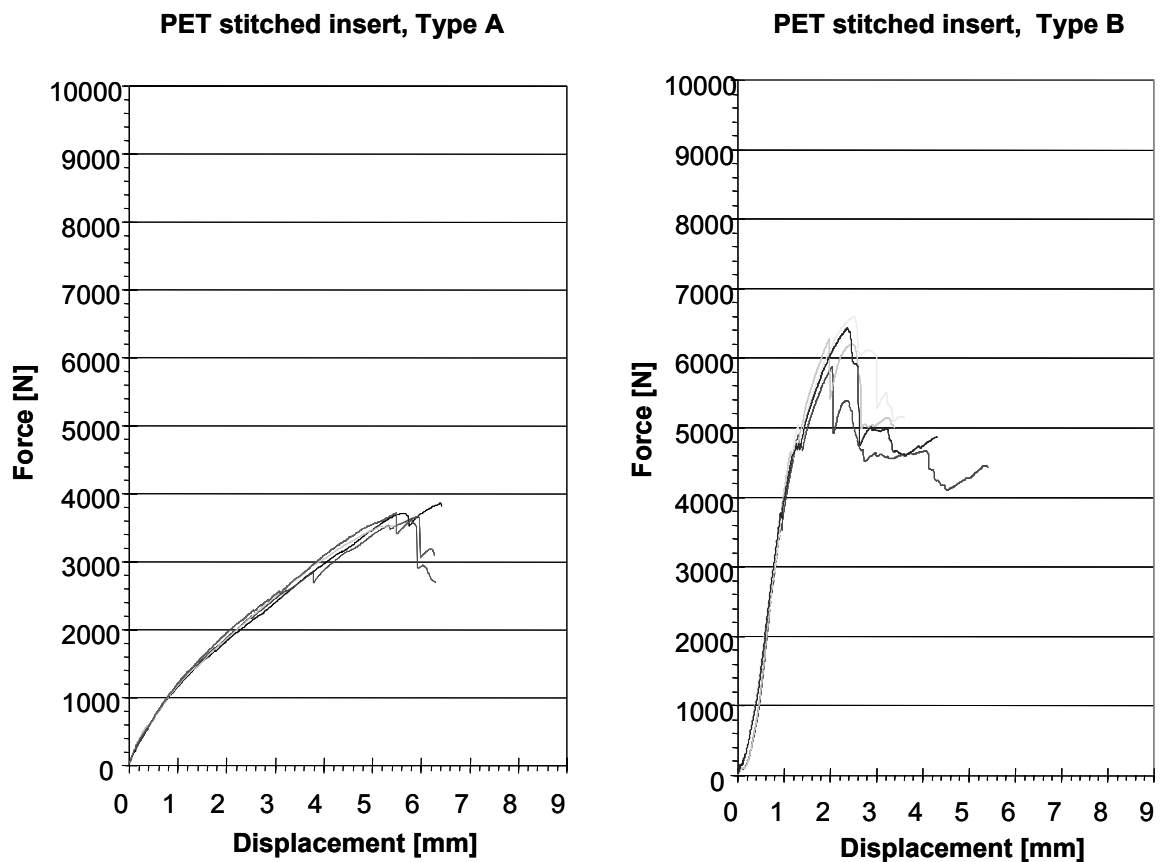 PET stitched insert, Type A
10000
9000
8000
7000
6000
5000
4000
3000
2000
1000
0
Force [N]
0 1 2 3 4 5 6 7 8 9
Displacement [mm]
PET stitched insert, Type B
10000
9000
8000
7000
6000
5000
4000
3000
2000
1000
0
Force [N]
0 1 2 3 4 5 6 7 8 9
Displacement [mm]